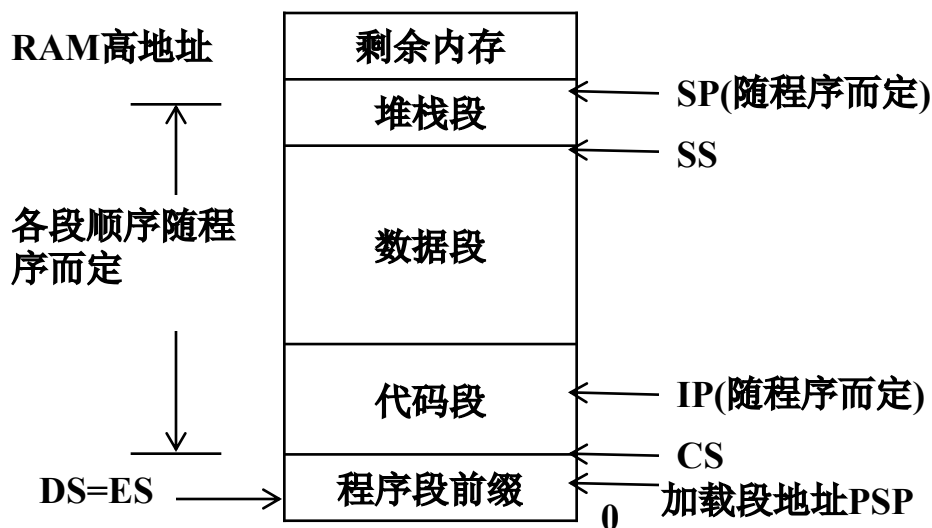 RAM高地址
剩余内存
SP(随程序而定)
堆栈段
SS
各段顺序随程
序而定
数据段
代码段
IP(随程序而定)
CS
DS=ES
程序段前缀
加载段地址PSP
0